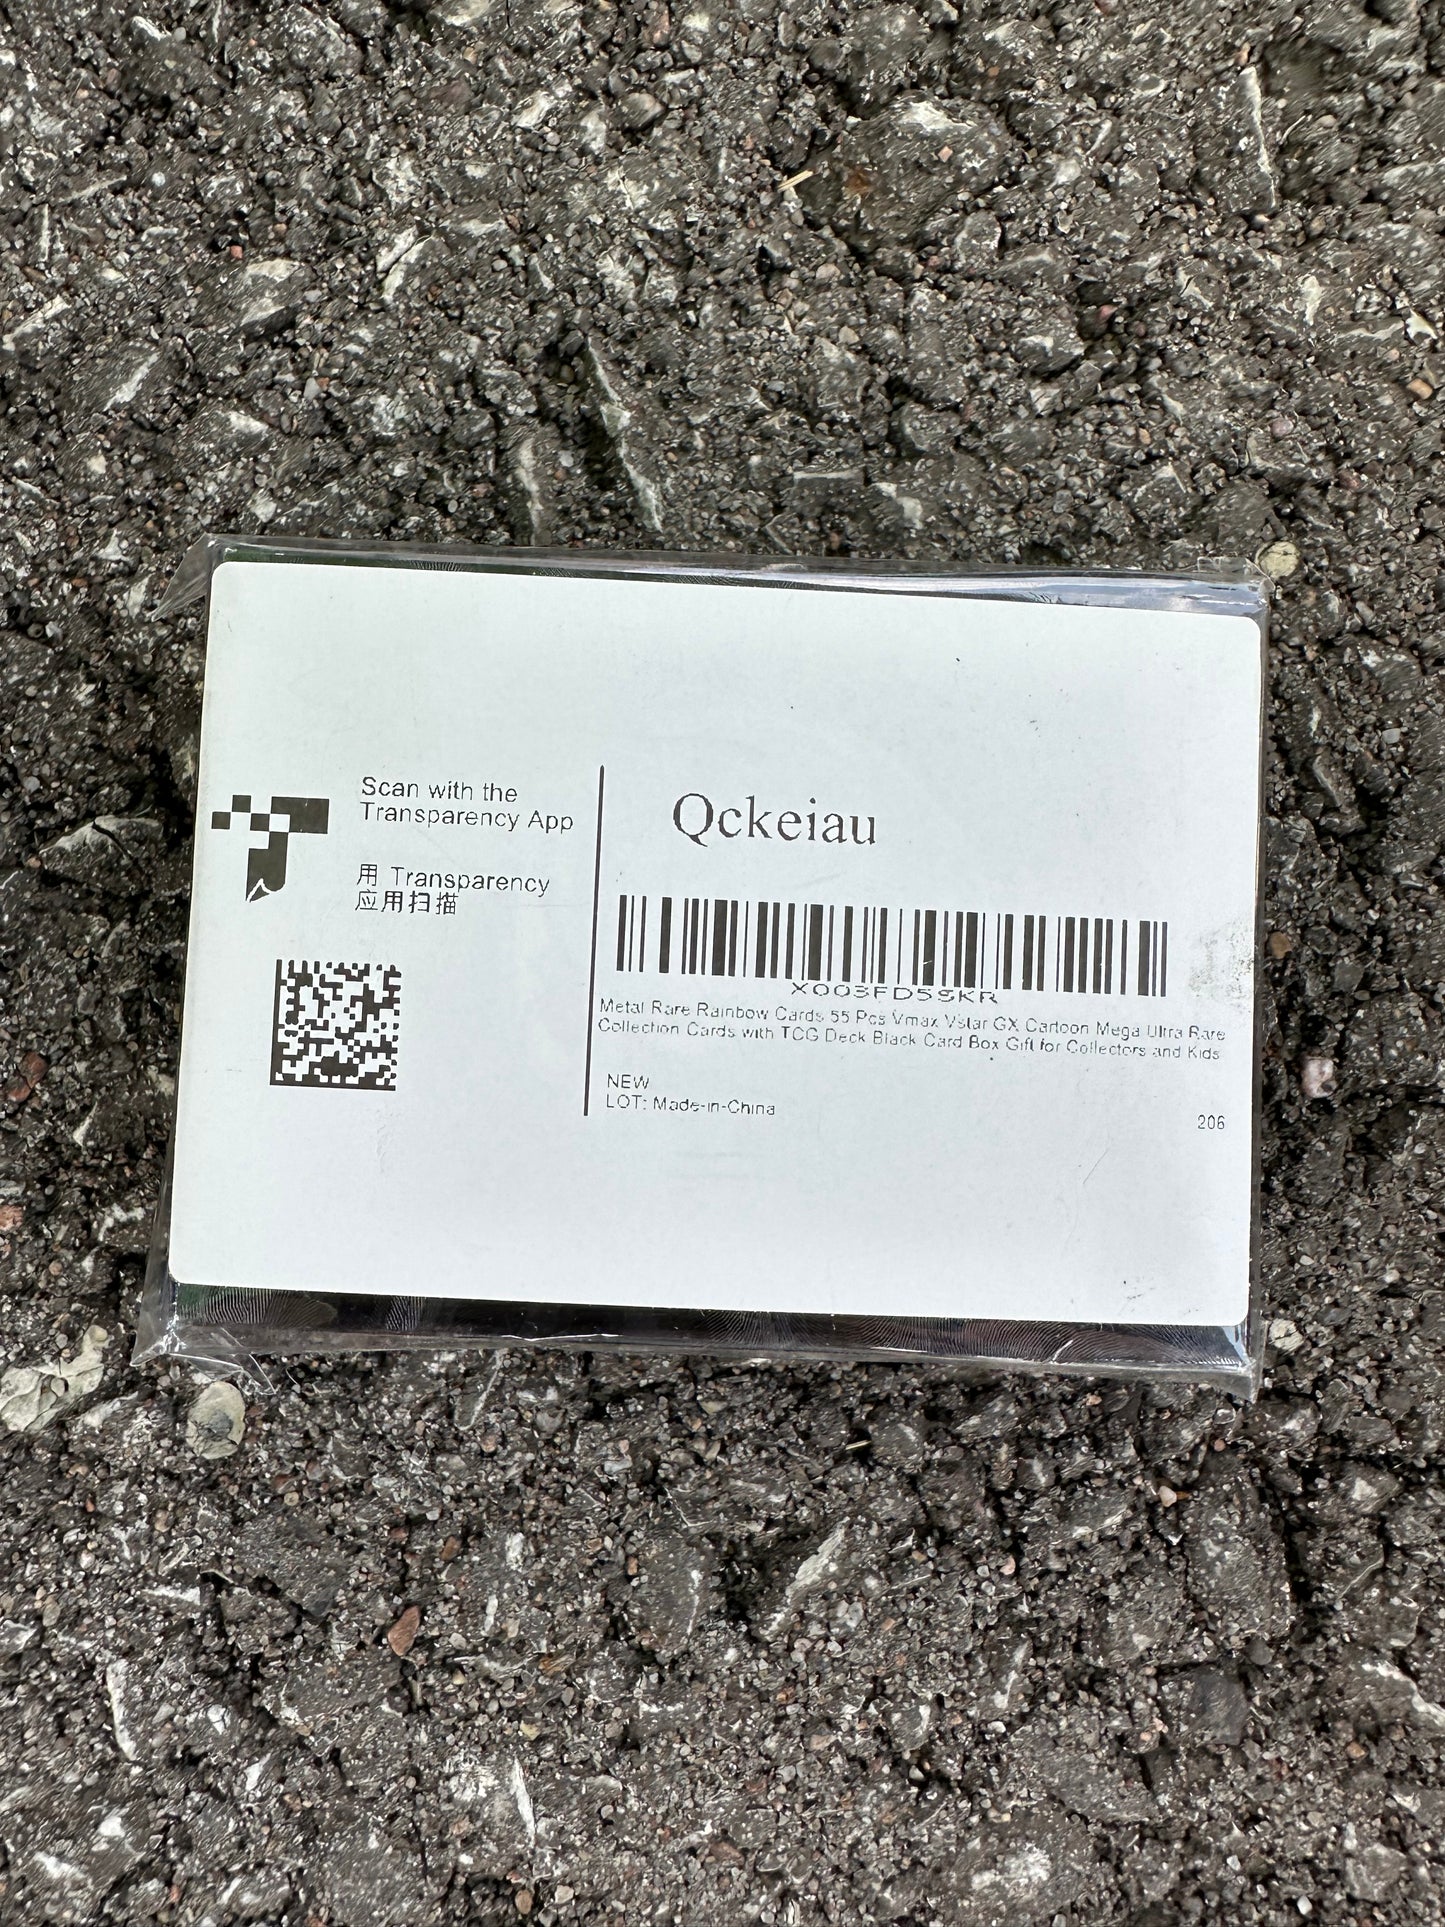 Scan with the
Transparency App
用 Transparency
应用扫描
Qckeiau
X003FD5SKR
Metal Rare Rainbow Cards 55 Pcs Vmax Vstar GX Cartoon Mega Ultra Rare
Collection Cards with TCG Deck Black Card Box Gift for Collectors and Kids
NEW
LOT: Made-in-China
206